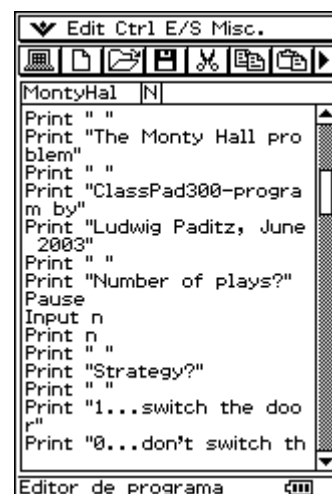 Edit Ctrl E/S Misc.
MontyHal N
Print " "
Print "The Monty Hall pro
blem"
Print " "
Print "ClassPad300-progra
m by"
Print "Ludwig Paditz, June
2003"
Print " "
Print "Number of plays?"
Pause
Input n
Print n
Print " "
Print "Strategy?"
Print " "
Print "1...switch the doo
r"
Print "0...don't switch th
Editor de programa